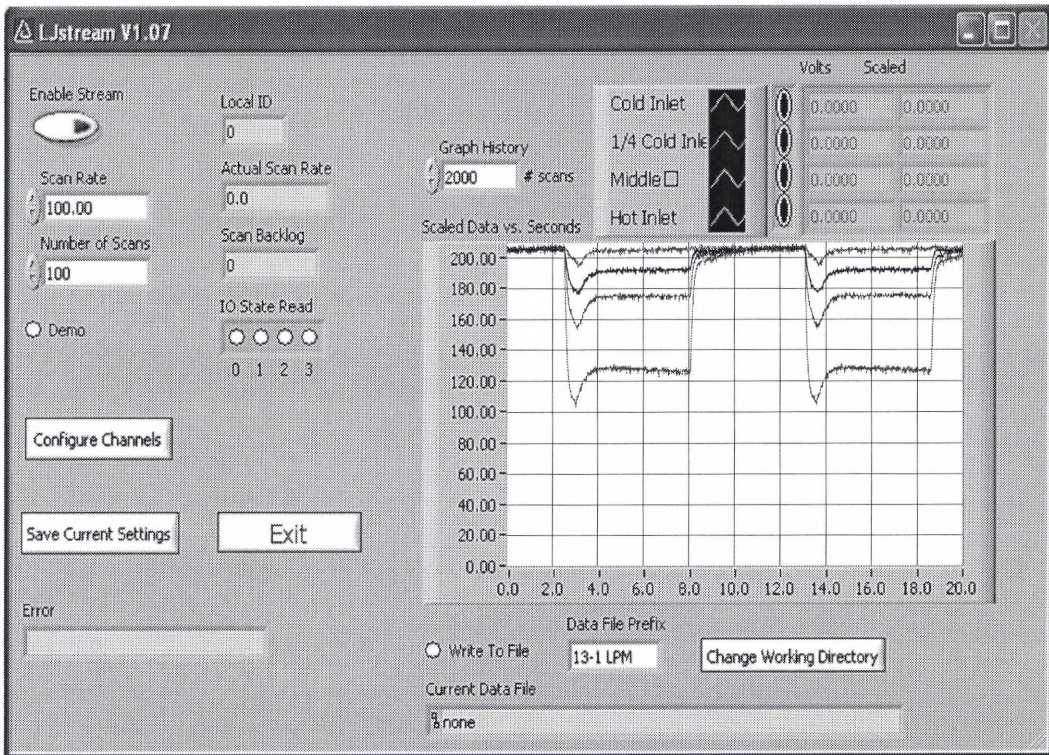 LJstream V1.07
Enable Stream
Scan Rate
100.00
Number of Scans
100
Demo
Configure Channels
Save Current Settings
Error
Local ID
0
Actual Scan Rate
0.0
Scan Backlog
0
IO State Read
0 1 2 3
Exit
Graph History
2000 # scans
Volts Scaled
Cold Inlet 0.0000 0.0000
1/4 Cold Inle 0.0000 0.0000
Middle 0.0000 0.0000
Hot Inlet 0.0000 0.0000
Scaled Data vs. Seconds
200.00
180.00
160.00
140.00
120.00
100.00
80.00
60.00
40.00
20.00
0.00
0.0 2.0 4.0 6.0 8.0 10.0 12.0 14.0 16.0 18.0 20.0
Write To File
Data File Prefix
13-1 LPM
Change Working Directory
Current Data File
none